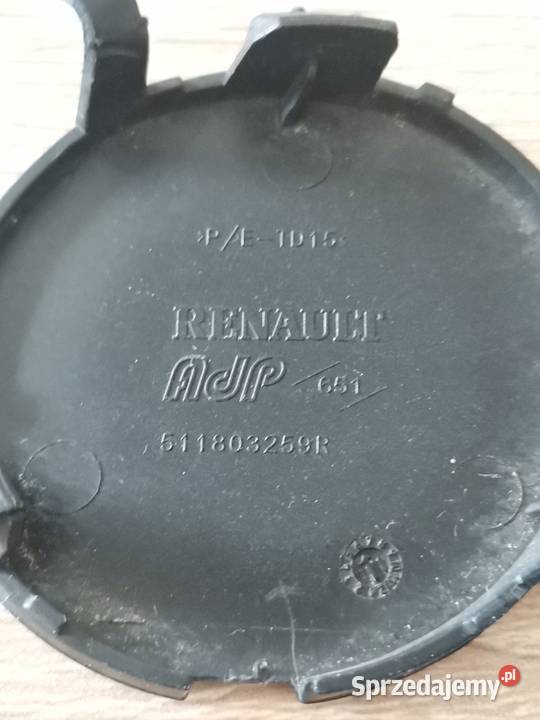 >P/E-1D15<
RENAULT
AdP 651
511803259R
Sprzedajemy.pl